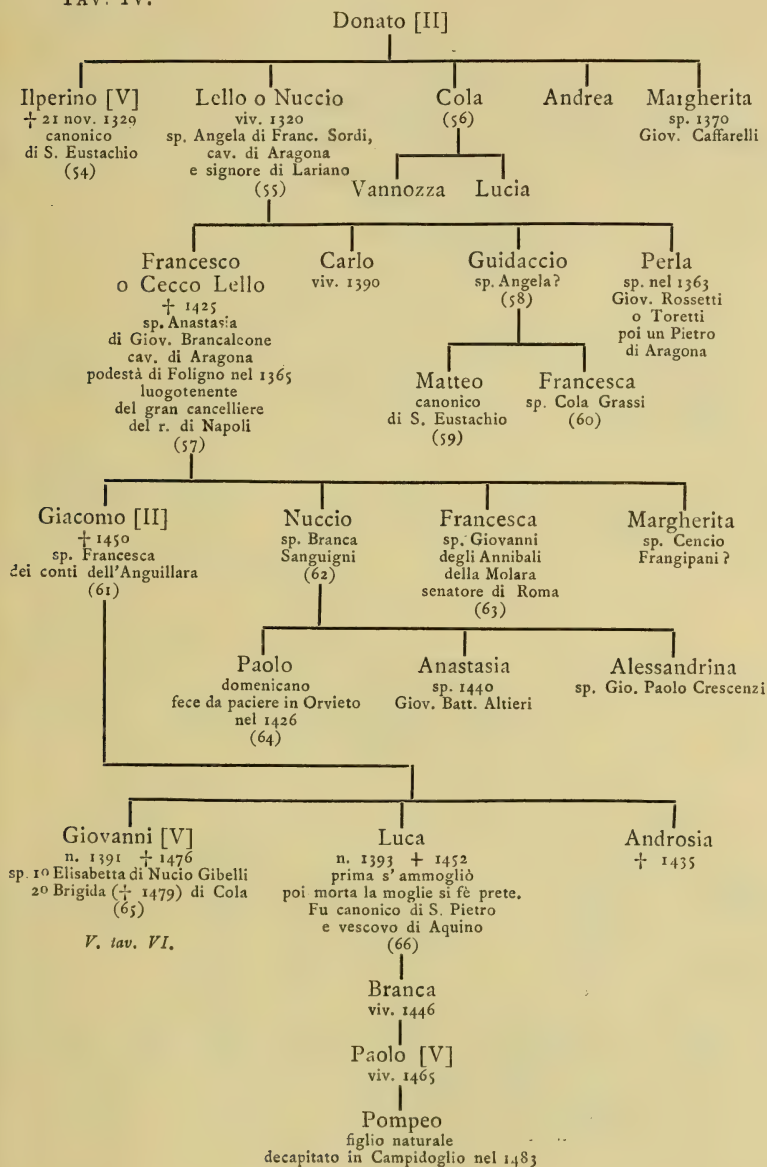 TAV. IV.
Donato [II]
Ilperino [V]
† 21 nov. 1329
canonico
di S. Eustachio
(54)
Lello o Nuccio
viv. 1320
sp. Angela di Franc. Sordi,
cav. di Aragona
e signore di Lariano
(55)
Cola
(56)
Andrea
Margherita
sp. 1370
Giov. Caffarelli
Vannozza
Lucia
Francesco
o Cecco Lello
† 1425
sp. Anastasia
di Giov. Brancaleone
cav. di Aragona
podestà di Foligno nel 1365
luogotenente
del gran cancelliere
del r. di Napoli
(57)
Carlo
viv. 1390
Guidaccio
sp. Angela?
(58)
Perla
sp. nel 1363
Giov. Rossetti
o Toretti
poi un Pietro
di Aragona
Matteo
canonico
di S. Eustachio
(59)
Francesca
sp. Cola Grassi
(60)
Giacomo [II]
† 1450
sp. Francesca
dei conti dell'Anguillara
(61)
Nuccio
sp. Branca
Sanguigni
(62)
Francesca
sp. Giovanni
degli Annibali
della Molara
senatore di Roma
(63)
Margherita
sp. Cencio
Frangipani?
Paolo
domenicano
fece da paciere in Orvieto
nel 1426
(64)
Anastasia
sp. 1440
Giov. Batt. Altieri
Alessandrina
sp. Gio. Paolo Crescenzi
Giovanni [V]
n. 1391 † 1476
sp. 1º Elisabetta di Nucio Gibelli
2º Brigida († 1479) di Cola
(65)
V. tav. VI.
Luca
n. 1393 † 1452
prima s'ammogliò
poi morta la moglie si fè prete.
Fu canonico di S. Pietro
e vescovo di Aquino
(66)
Androsia
† 1435
Branca
viv. 1446
Paolo [V]
viv. 1465
Pompeo
figlio naturale
decapitato in Campidoglio nel 1483